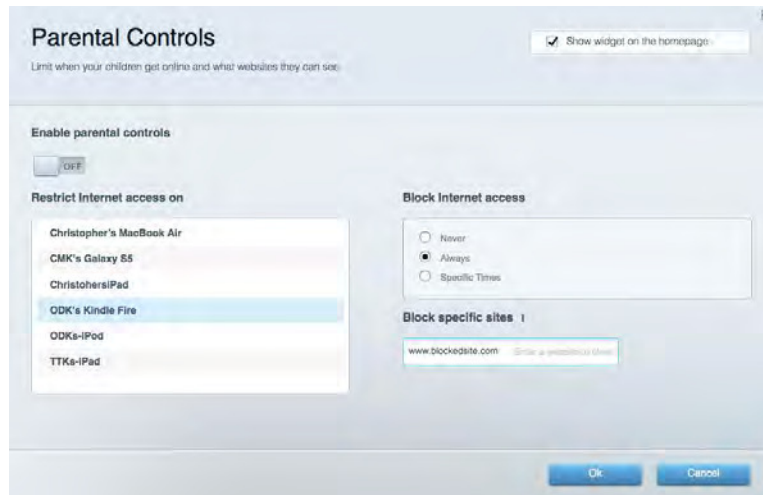 Parental Controls
Show widget on the homepage
Limit when your children get online and what websites they can see.
Enable parental controls
OFF
Restrict Internet access on
Block Internet access
Christopher's MacBook Air
CMK's Galaxy S5
ChristohersiPad
ODK's Kindle Fire
ODKs-iPod
TTKs-iPad
Never
Always
Specific Times
Block specific sites
www.blockedsite.com
Ok
Cancel